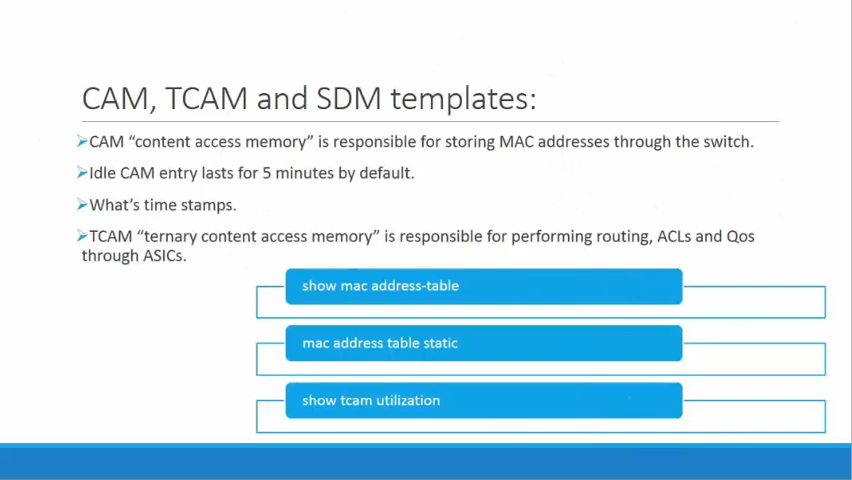 CAM, TCAM and SDM templates:
➢CAM “content access memory” is responsible for storing MAC addresses through the switch.
➢Idle CAM entry lasts for 5 minutes by default.
➢What’s time stamps.
➢TCAM “ternary content access memory” is responsible for performing routing, ACLs and Qos
through ASICs.
show mac address-table
mac address table static
show tcam utilization